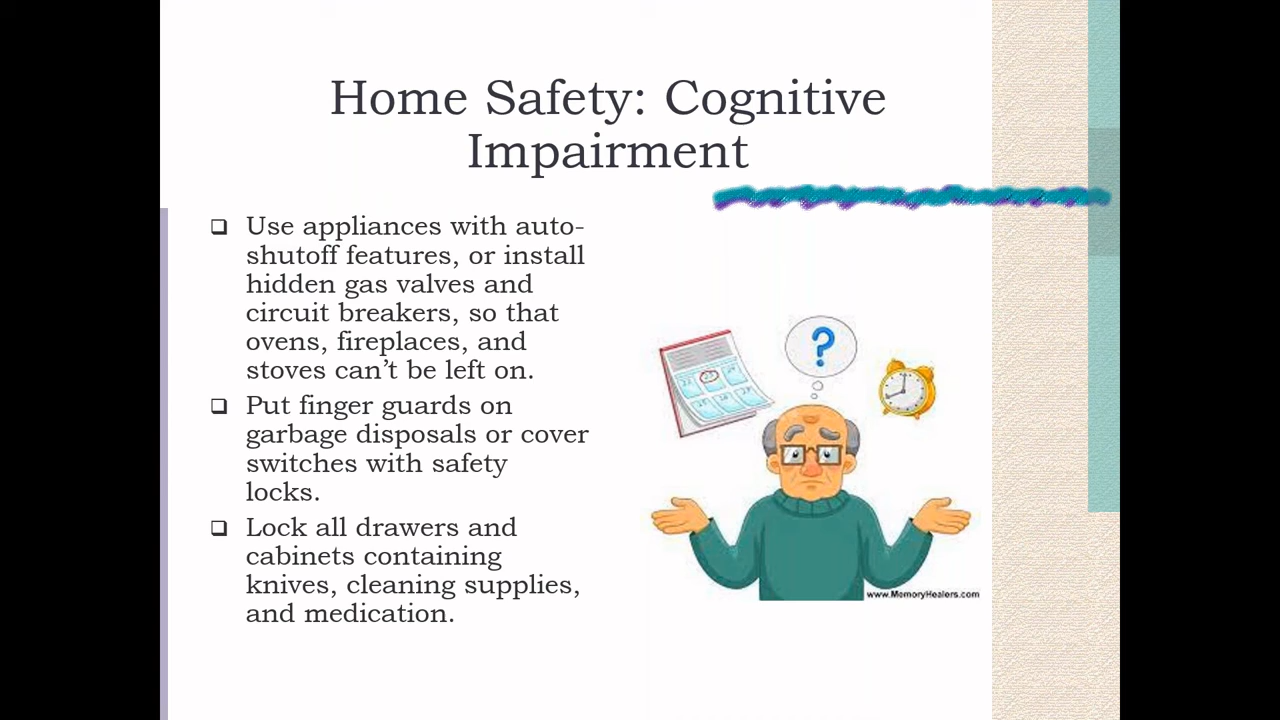 Home Safety: Cognitive
Impairment
Use appliances with auto-
shutoff features, or install
hidden gas valves and
circuit breakers, so that
ovens, fireplaces, and
stoves can’t be left on.
Put finger guards on
garbage disposals or cover
switches with safety
locks.
Lock all drawers and
cabinets containing
knives, cleaning supplies,
and medication.
?
www.MemoryHealers.com